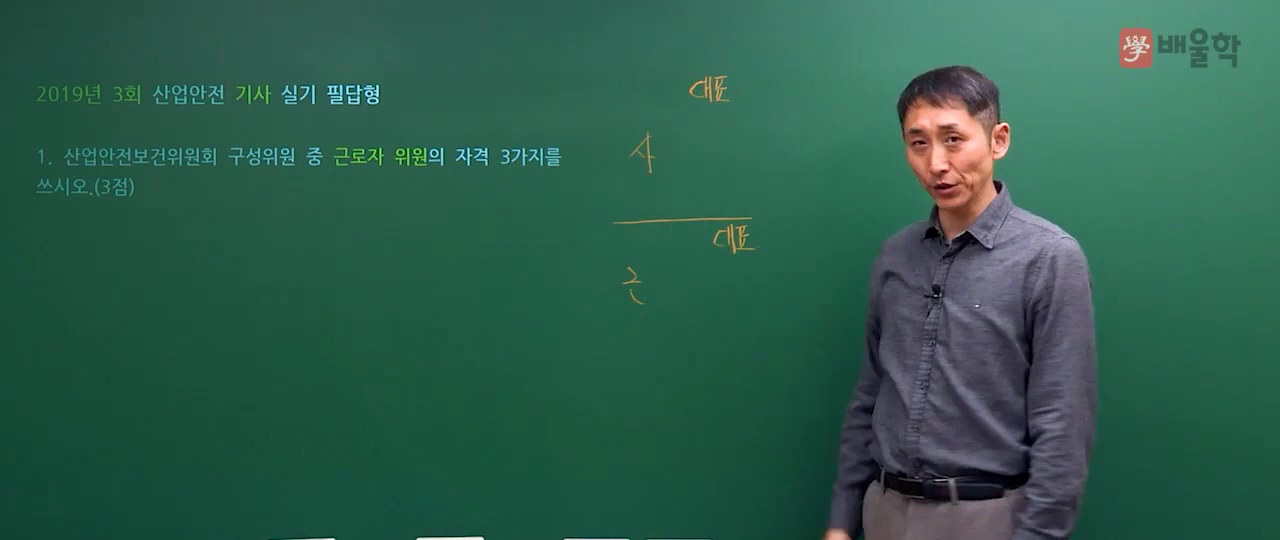 學 배울학
2019년 3회 산업안전 기사 실기 필답형
1. 산업안전보건위원회 구성위원 중 근로자 위원의 자격 3가지를
쓰시오.(3점)
대표
사
대표
근